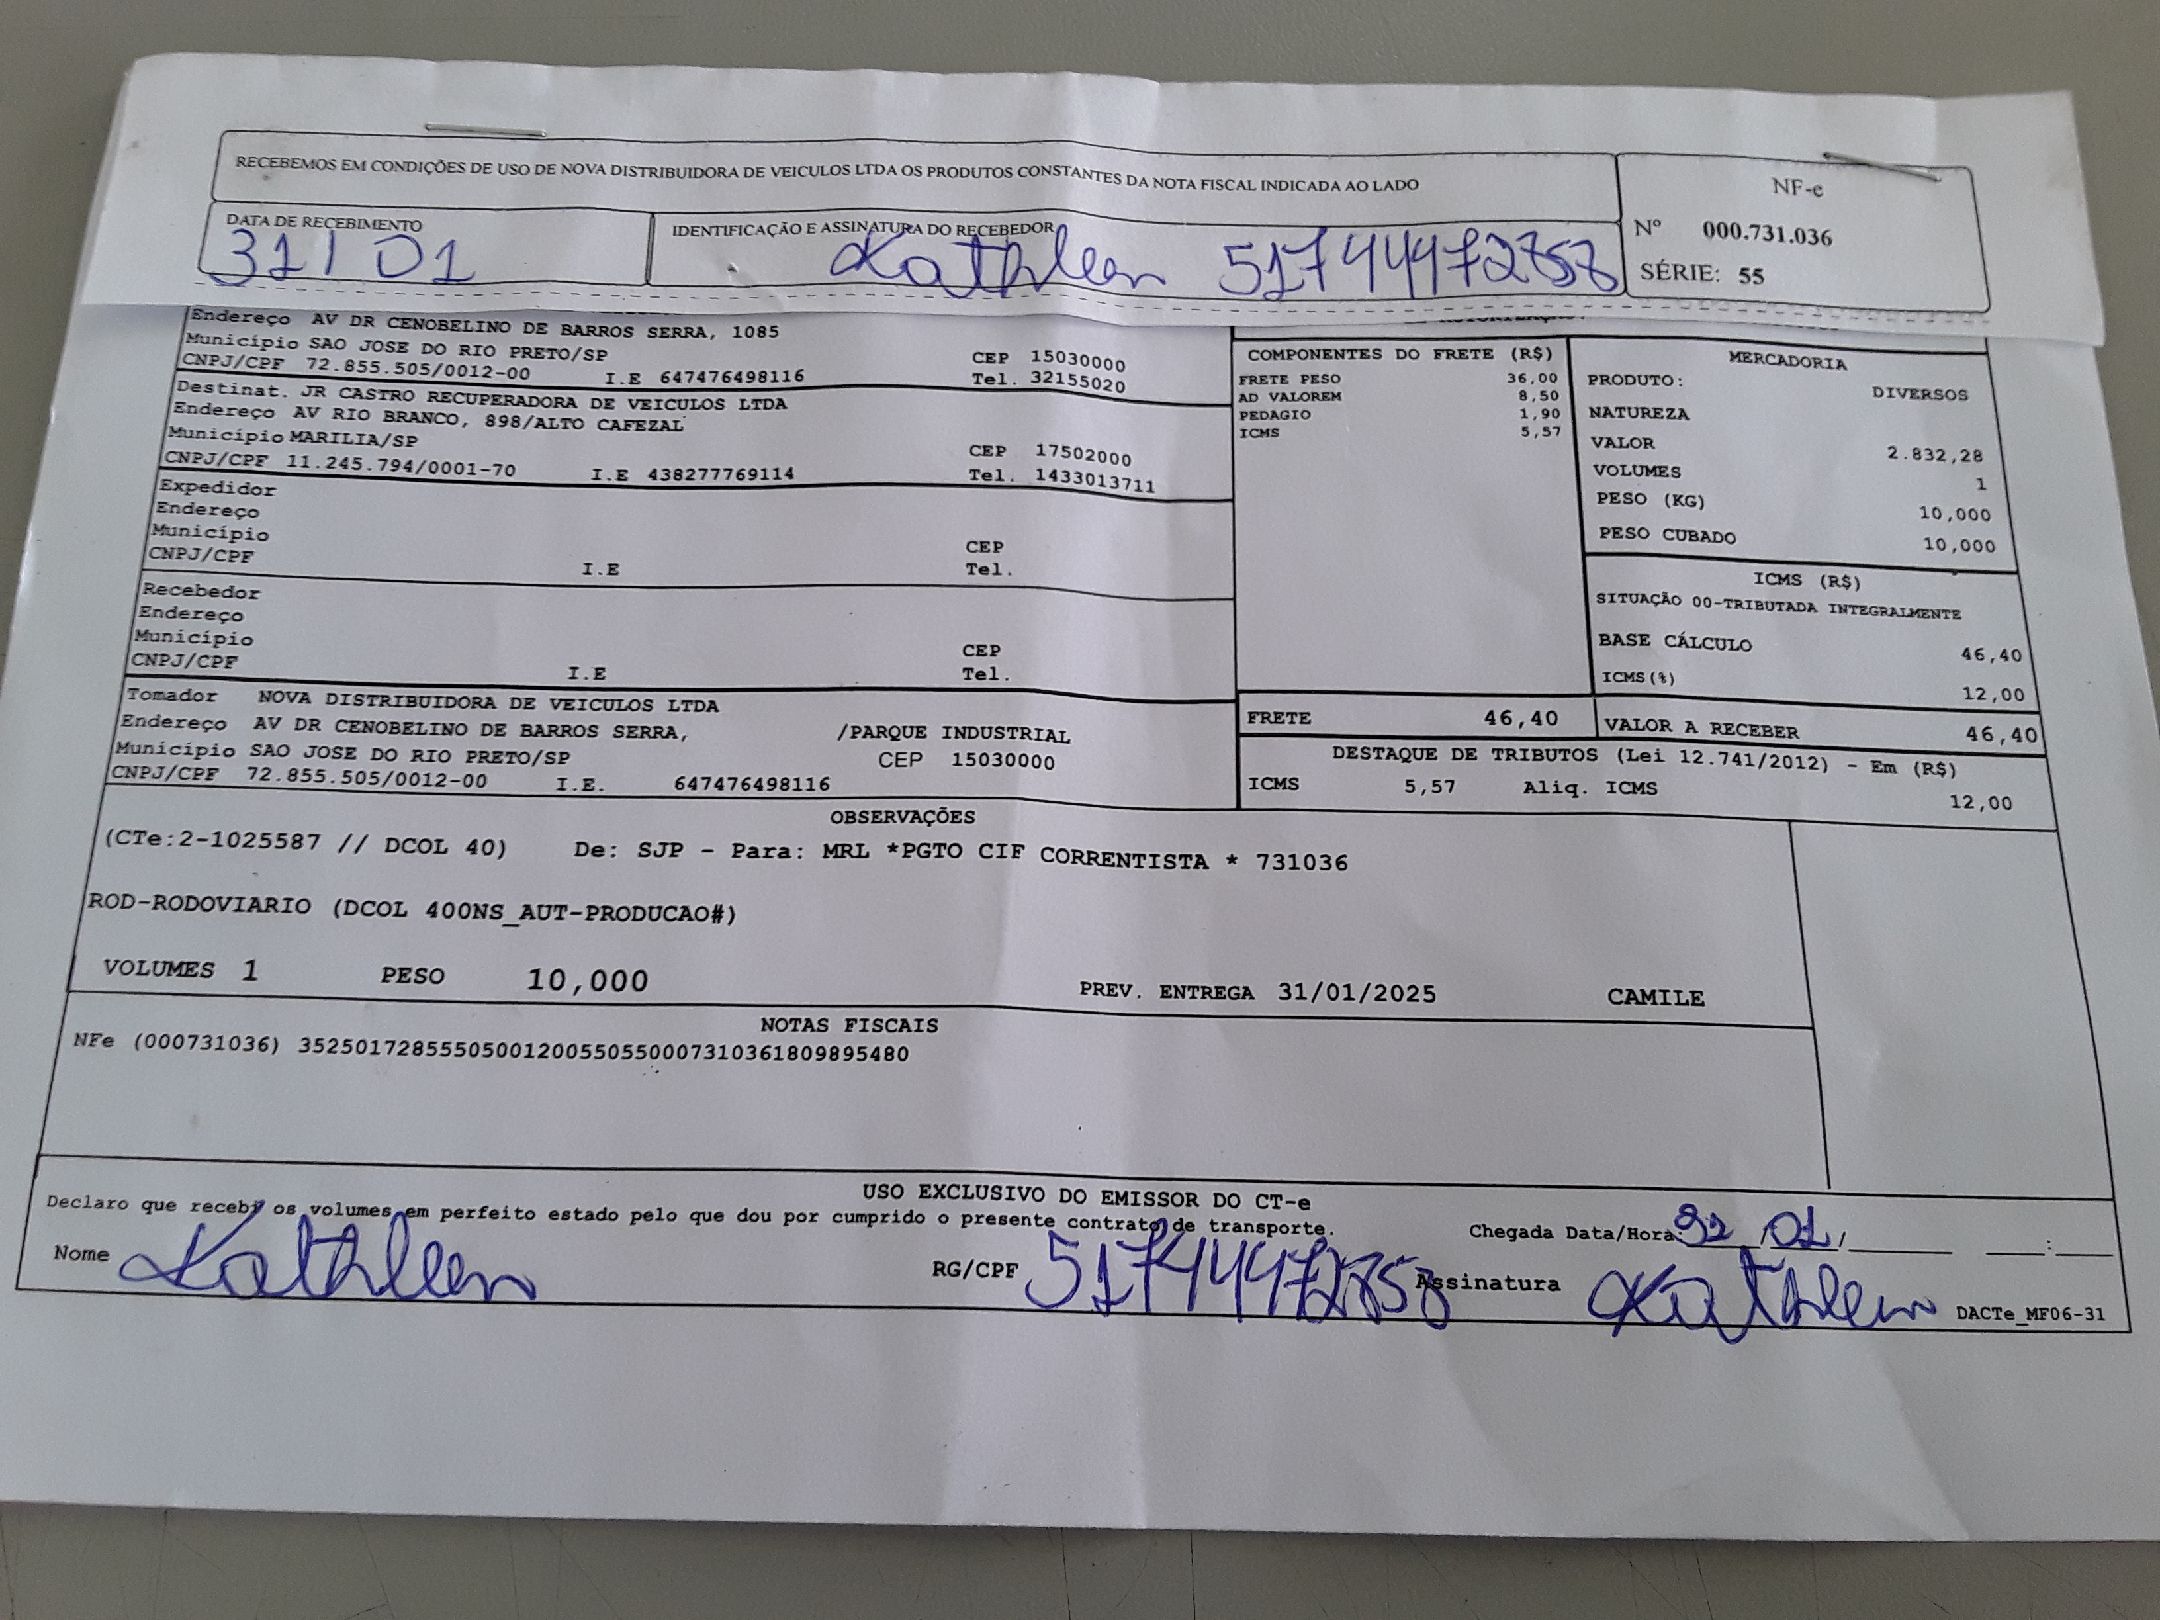 RECEBEMOS EM CONDIÇÕES DE USO DE NOVA DISTRIBUIDORA DE VEICULOS LTDA OS PRODUTOS CONSTANTES DA NOTA FISCAL INDICADA AO LADO
NF-e
Nº 000.731.036
SÉRIE: 55
DATA DE RECEBIMENTO
31/01
IDENTIFICAÇÃO E ASSINATURA DO RECEBEDOR
Kathleen
Endereço AV DR CENOBELINO DE BARROS SERRA, 1085
Município SAO JOSE DO RIO PRETO/SP CEP 15030000
CNPJ/CPF 72.855.505/0012-00 I.E 647476498116 Tel. 32155020
Destinat. JR CASTRO RECUPERADORA DE VEICULOS LTDA
Endereço AV RIO BRANCO, 898/ALTO CAFEZAL
Município MARILIA/SP CEP 17502000
CNPJ/CPF 11.245.794/0001-70 I.E 438277769114 Tel. 1433013711
Expedidor
Endereço
Município CEP
CNPJ/CPF I.E Tel.
Recebedor
Endereço
Município CEP
CNPJ/CPF I.E Tel.
Tomador NOVA DISTRIBUIDORA DE VEICULOS LTDA
Endereço AV DR CENOBELINO DE BARROS SERRA, /PARQUE INDUSTRIAL
Município SAO JOSE DO RIO PRETO/SP CEP 15030000
CNPJ/CPF 72.855.505/0012-00 I.E. 647476498116
COMPONENTES DO FRETE (R$)
FRETE PESO 36,00
AD VALOREM 8,50
PEDAGIO 1,90
ICMS 5,57
MERCADORIA
PRODUTO: DIVERSOS
NATUREZA
VALOR 2.832,28
VOLUMES 1
PESO (KG) 10,000
PESO CUBADO 10,000
ICMS (R$)
SITUAÇÃO 00-TRIBUTADA INTEGRALMENTE
BASE CÁLCULO 46,40
ICMS(%) 12,00
FRETE 46,40 VALOR A RECEBER 46,40
DESTAQUE DE TRIBUTOS (Lei 12.741/2012) - Em (R$)
ICMS 5,57 Aliq. ICMS 12,00
OBSERVAÇÕES
(CTe:2-1025587 // DCOL 40) De: SJP - Para: MRL *PGTO CIF CORRENTISTA * 731036
ROD-RODOVIARIO (DCOL 400NS_AUT-PRODUCAO#)
VOLUMES 1 PESO 10,000 PREV. ENTREGA 31/01/2025 CAMILE
NOTAS FISCAIS
NFe (000731036) 35250172855505001200550550007310361809895480
USO EXCLUSIVO DO EMISSOR DO CT-e
Declaro que recebi os volumes em perfeito estado pelo que dou por cumprido o presente contrato de transporte.
Chegada Data/Hora: /01/ :
Nome Kathleen RG/CPF Assinatura Kathleen DACTe_MF06-31